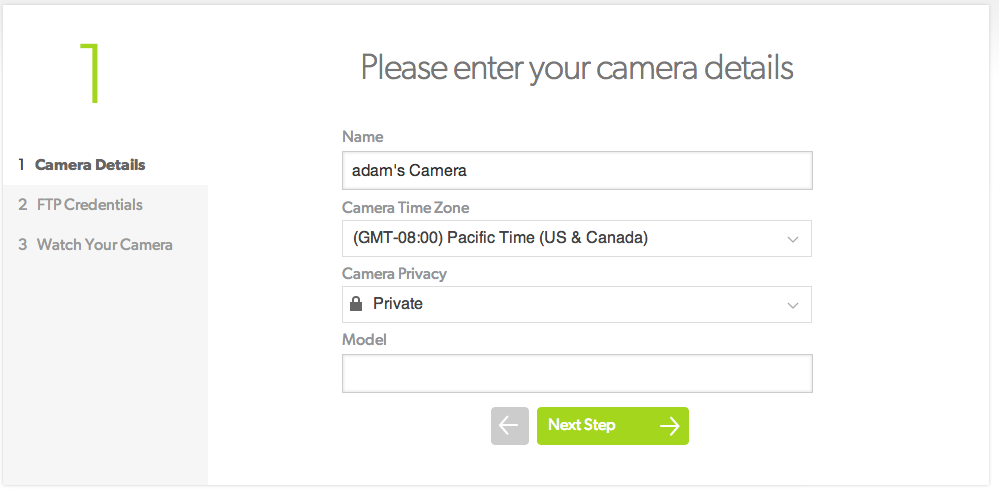 1
Please enter your camera details
1 Camera Details
2 FTP Credentials
3 Watch Your Camera
Name
adam's Camera
Camera Time Zone
(GMT-08:00) Pacific Time (US & Canada)
Camera Privacy
Private
Model
Next Step